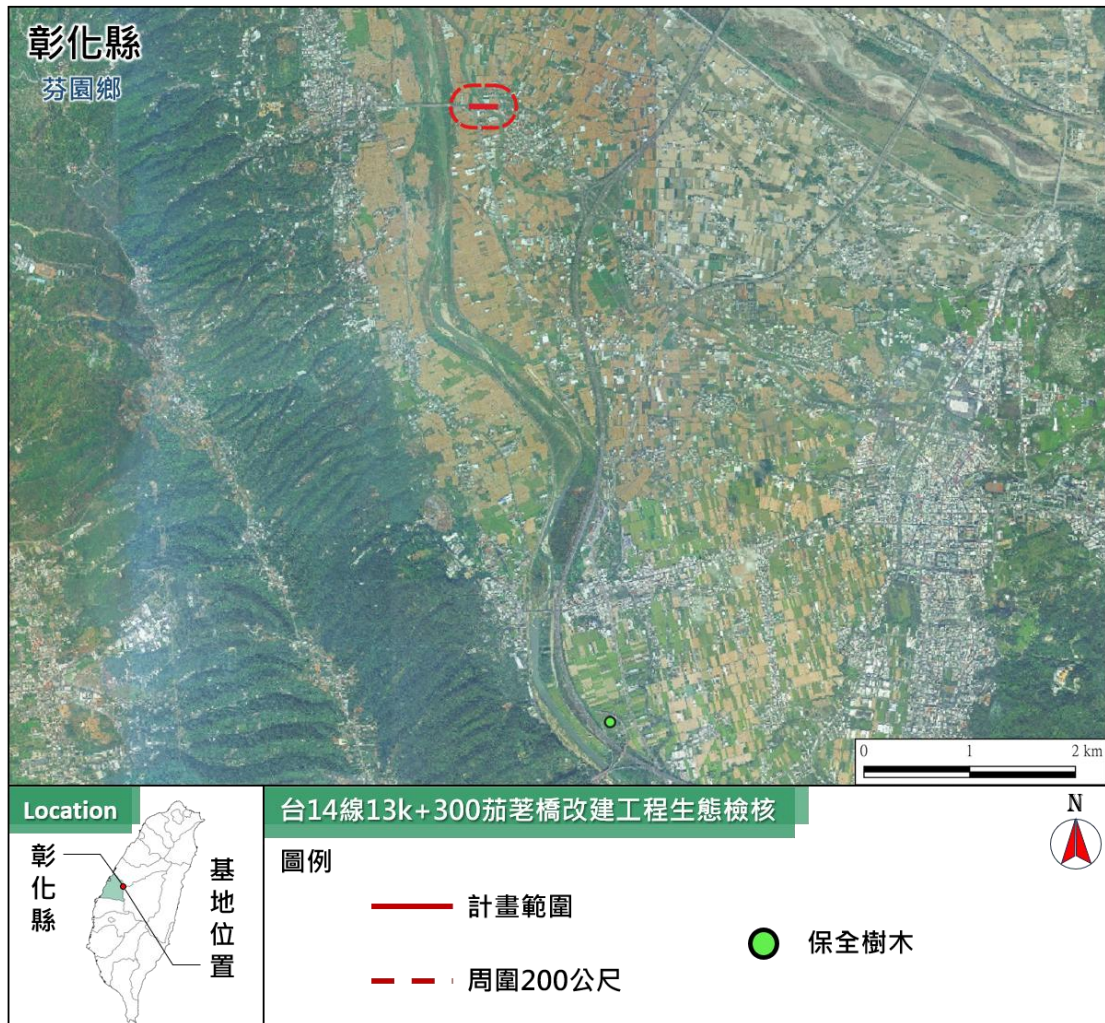 彰化縣
芬園鄉
0 1 2 km
Location
彰化縣
基地位置
台14線13k+300茄荖橋改建工程生態檢核
N
圖例
計畫範圍
周圍200公尺
保全樹木